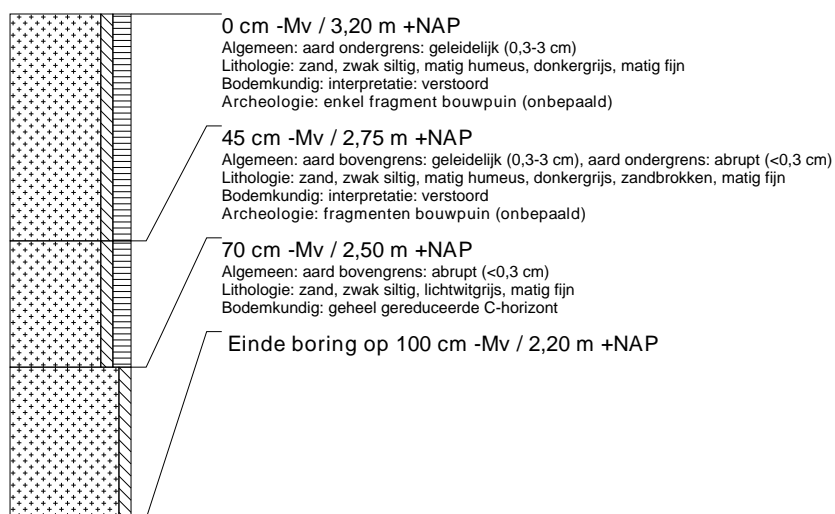 0 cm -Mv / 3,20 m +NAP
Algemeen: aard ondergrens: geleidelijk (0,3-3 cm)
Lithologie: zand, zwak siltig, matig humeus, donkergrijs, matig fijn
Bodemkundig: interpretatie: verstoord
Archeologie: enkel fragment bouwpuin (onbepaald)
45 cm -Mv / 2,75 m +NAP
Algemeen: aard bovengrens: geleidelijk (0,3-3 cm), aard ondergrens: abrupt (<0,3 cm)
Lithologie: zand, zwak siltig, matig humeus, donkergrijs, zandbrokken, matig fijn
Bodemkundig: interpretatie: verstoord
Archeologie: fragmenten bouwpuin (onbepaald)
70 cm -Mv / 2,50 m +NAP
Algemeen: aard bovengrens: abrupt (<0,3 cm)
Lithologie: zand, zwak siltig, lichtwitgrijs, matig fijn
Bodemkundig: geheel gereduceerde C-horizont
Einde boring op 100 cm -Mv / 2,20 m +NAP